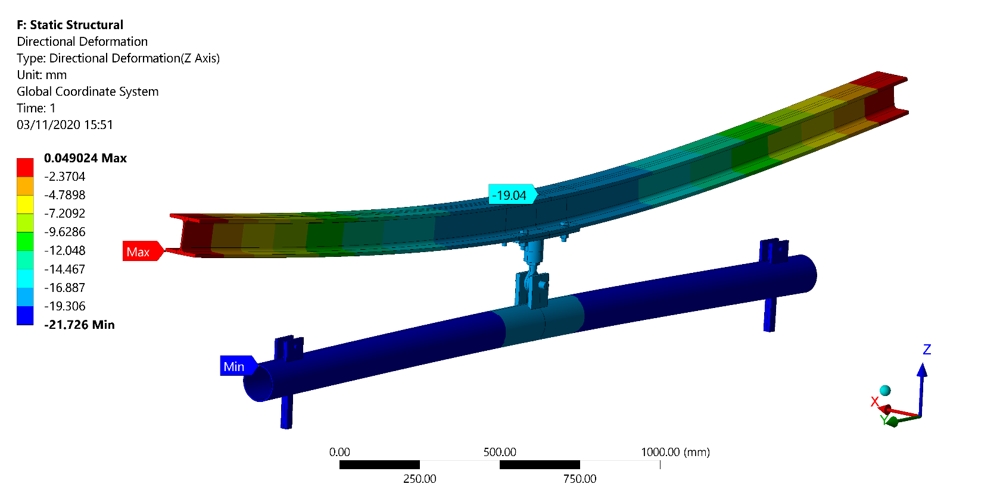 F: Static Structural
Directional Deformation
Type: Directional Deformation(Z Axis)
Unit: mm
Global Coordinate System
Time: 1
03/11/2020 15:51
0.049024 Max
-2.3704
-4.7898
-7.2092
-9.6286
-12.048
-14.467
-16.887
-19.306
-21.726 Min
-19.04
Max
Min
Z
X
Y
0.00 500.00 1000.00 (mm)
250.00 750.00